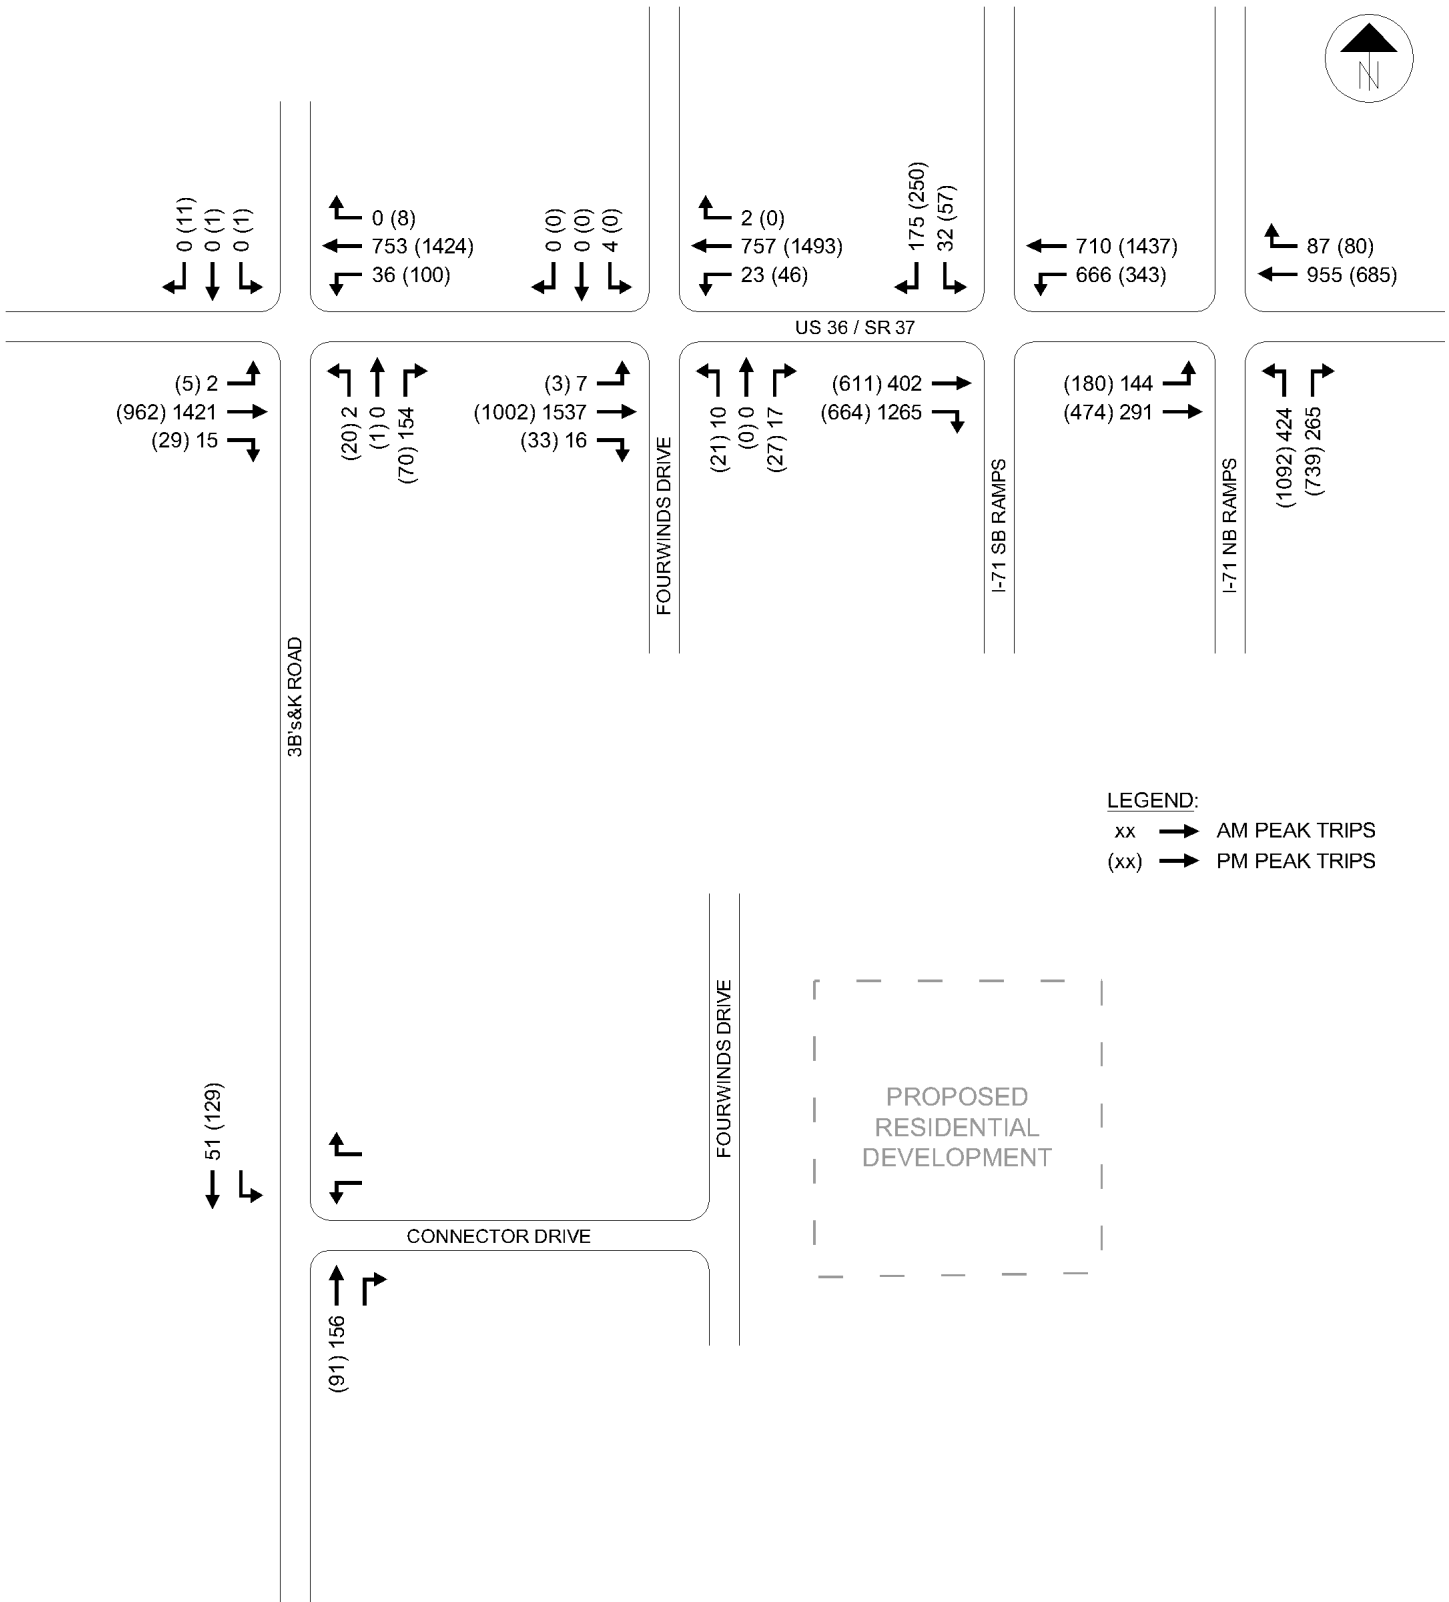 N
0 (11)
0 (1)
0 (1)
0 (8)
753 (1424)
36 (100)
0 (0)
0 (0)
4 (0)
2 (0)
757 (1493)
23 (46)
175 (250)
32 (57)
710 (1437)
666 (343)
87 (80)
955 (685)
US 36 / SR 37
(5) 2
(962) 1421
(29) 15
(20) 2
(1) 0
(70) 154
(3) 7
(1002) 1537
(33) 16
(21) 10
(0) 0
(27) 17
(611) 402
(664) 1265
(180) 144
(474) 291
(1092) 424
(739) 265
FOURWINDS DRIVE
I-71 SB RAMPS
I-71 NB RAMPS
3B's&K ROAD
LEGEND:
xx AM PEAK TRIPS
(xx) PM PEAK TRIPS
FOURWINDS DRIVE
PROPOSED
RESIDENTIAL
DEVELOPMENT
51 (129)
CONNECTOR DRIVE
(91) 156